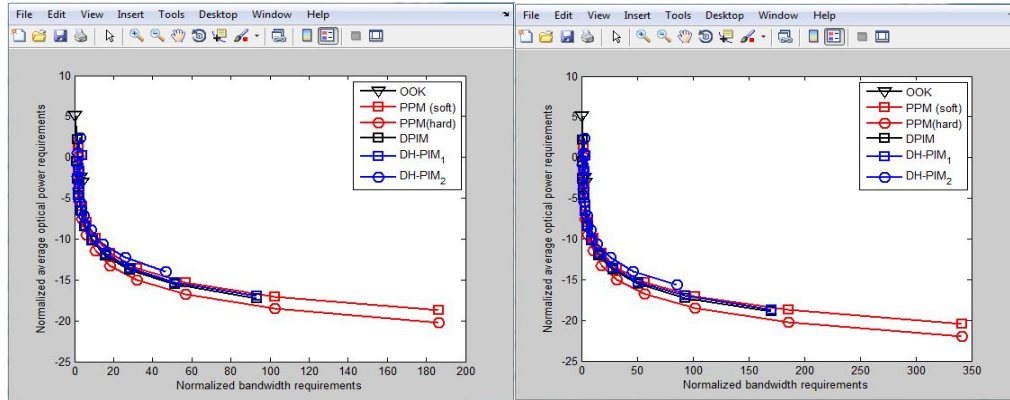 File Edit View Insert Tools Desktop Window Help
10
5
0
-5
-10
-15
-20
-25
Normalized average optical power requirements
OOK
PPM (soft)
PPM(hard)
DPIM
DH-PIM1
DH-PIM2
0 20 40 60 80 100 120 140 160 180 200
Normalized bandwidth requirements
File Edit View Insert Tools Desktop Window Help
10
5
0
-5
-10
-15
-20
-25
Normalized average optical power requirements
OOK
PPM (soft)
PPM(hard)
DPIM
DH-PIM1
DH-PIM2
0 50 100 150 200 250 300 350
Normalized bandwidth requirements